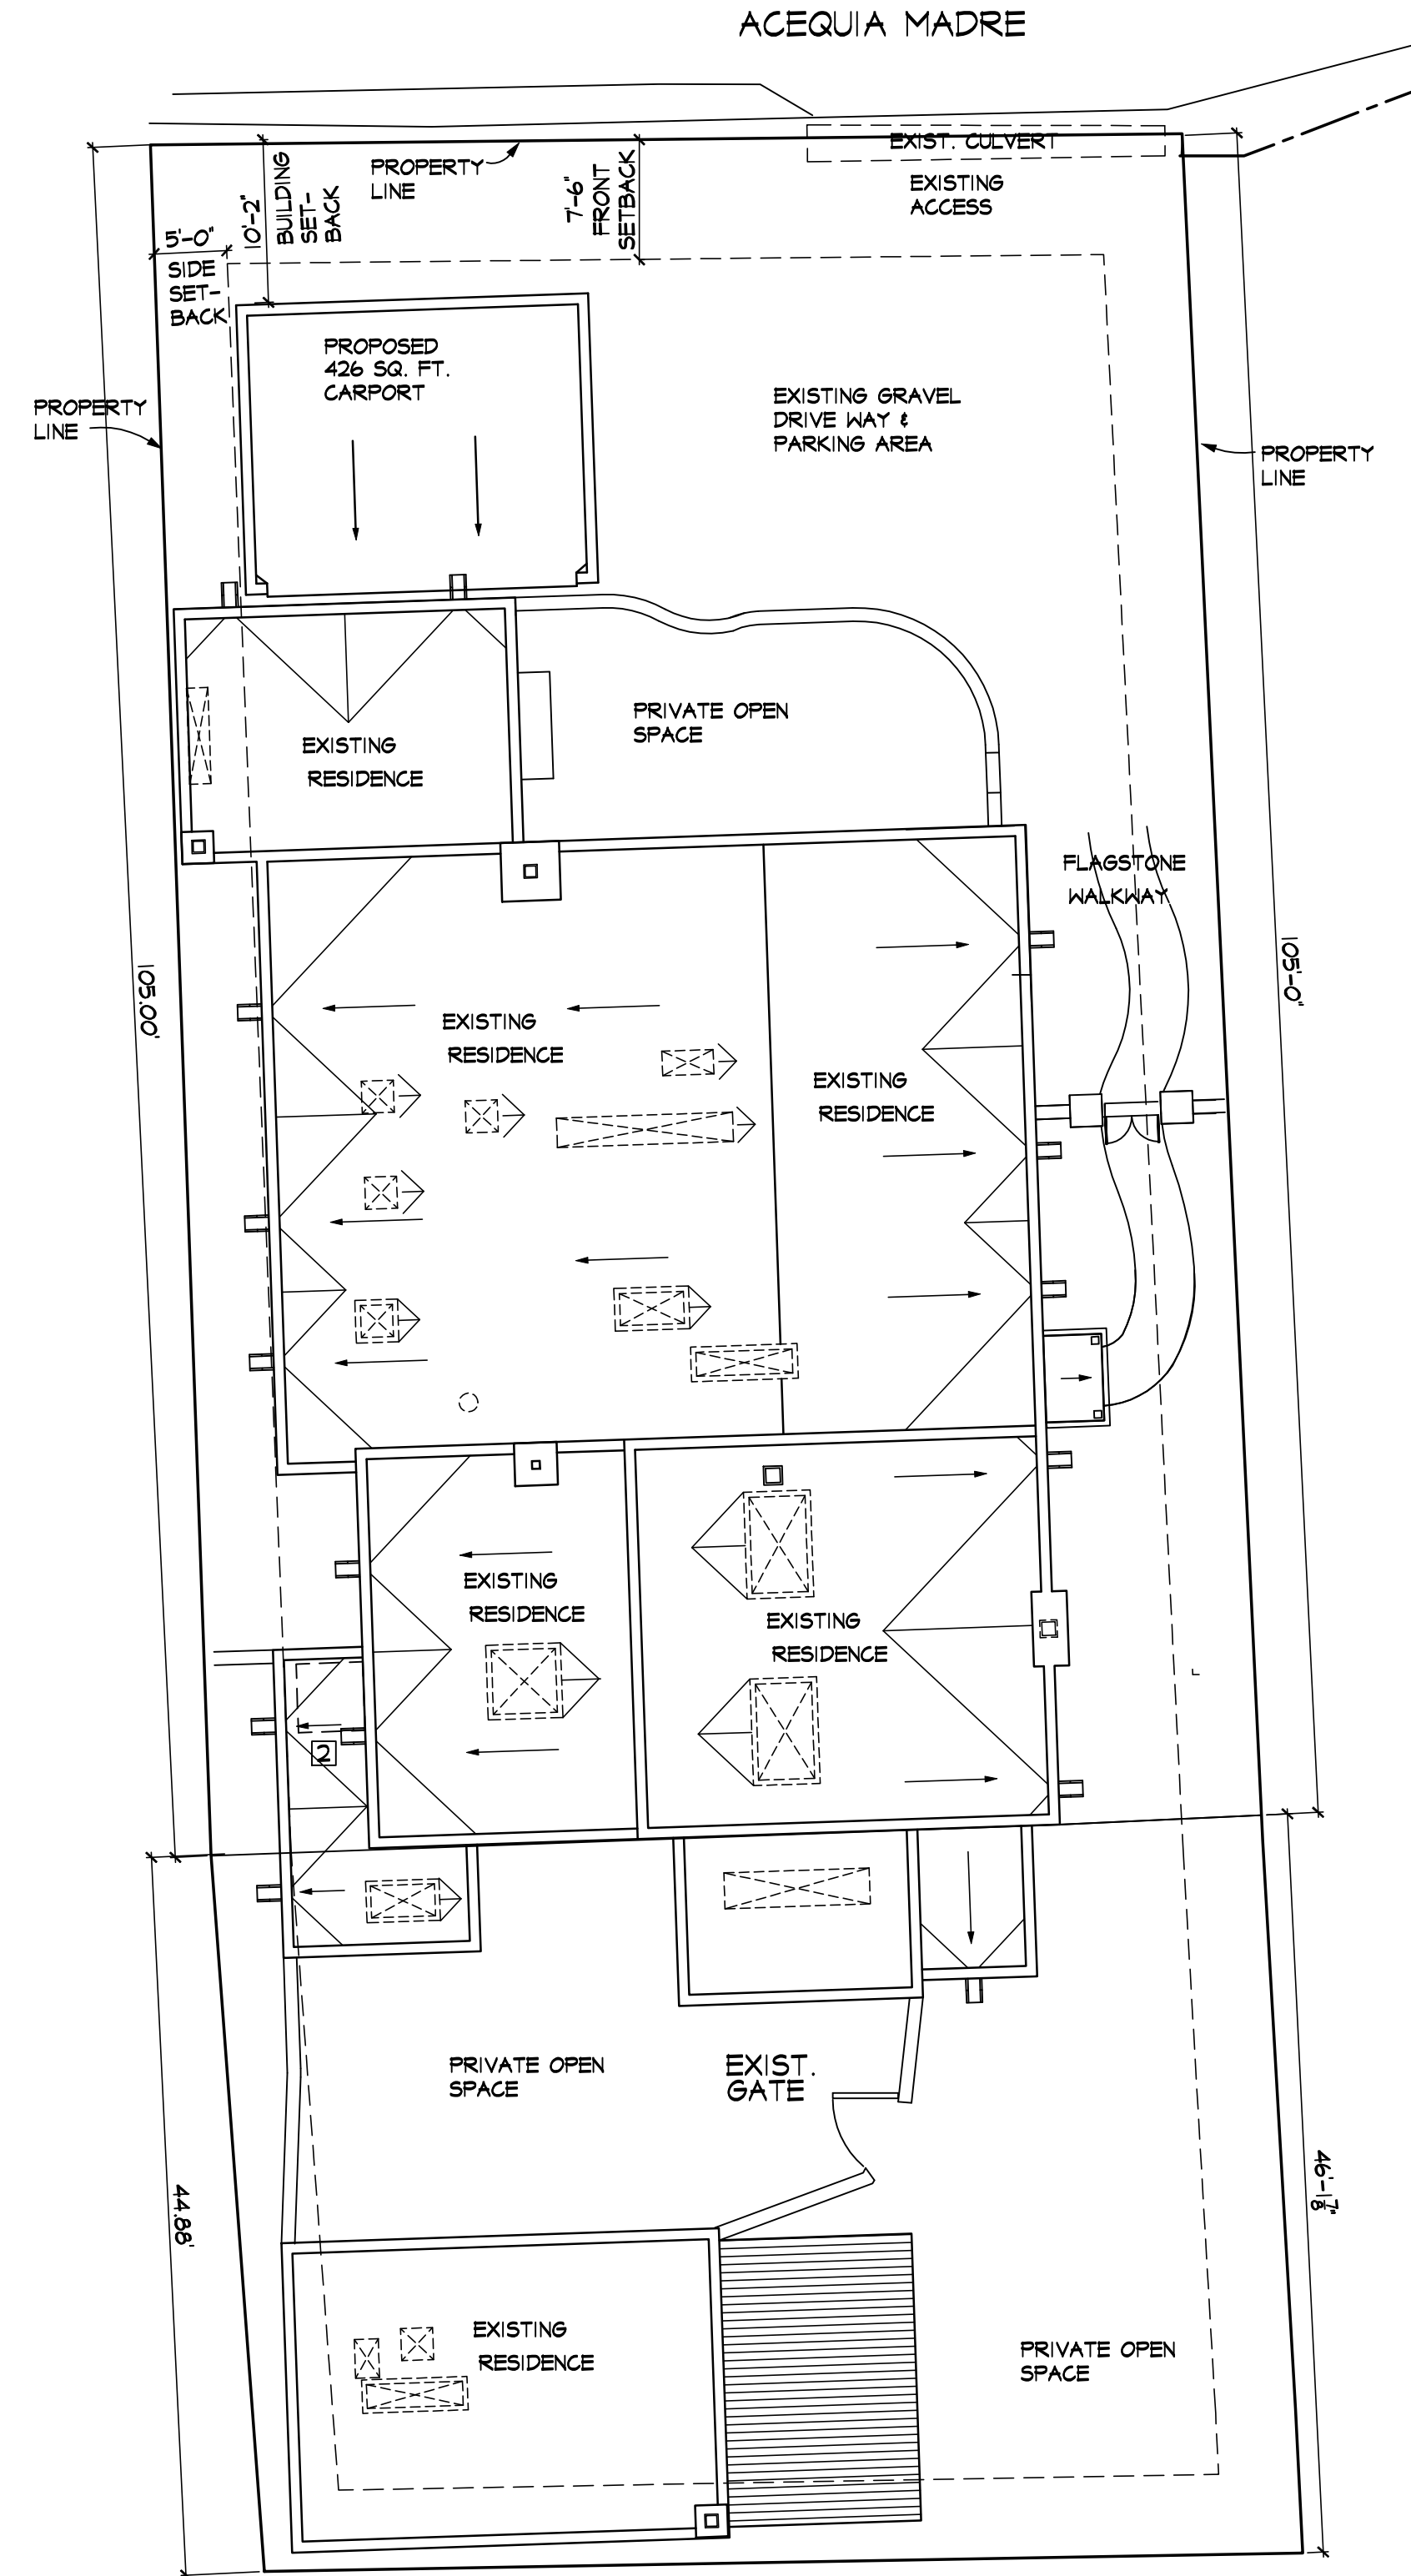 ACEQUIA MADRE
EXIST. CULVERT
EXISTING
ACCESS
PROPERTY
LINE
10'-2"
BUILDING
SET-
BACK
7'-6"
FRONT
SETBACK
5'-0"
SIDE
SET-
BACK
PROPOSED
426 SQ. FT.
CARPORT
EXISTING GRAVEL
DRIVE WAY &
PARKING AREA
PROPERTY
LINE
PROPERTY
LINE
PRIVATE OPEN
SPACE
EXISTING
RESIDENCE
FLAGSTONE
WALKWAY
105.00'
105'-0"
EXISTING
RESIDENCE
EXISTING
RESIDENCE
EXISTING
RESIDENCE
EXISTING
RESIDENCE
2
PRIVATE OPEN
SPACE
EXIST.
GATE
44.88'
46'-1 7/8"
EXISTING
RESIDENCE
PRIVATE OPEN
SPACE